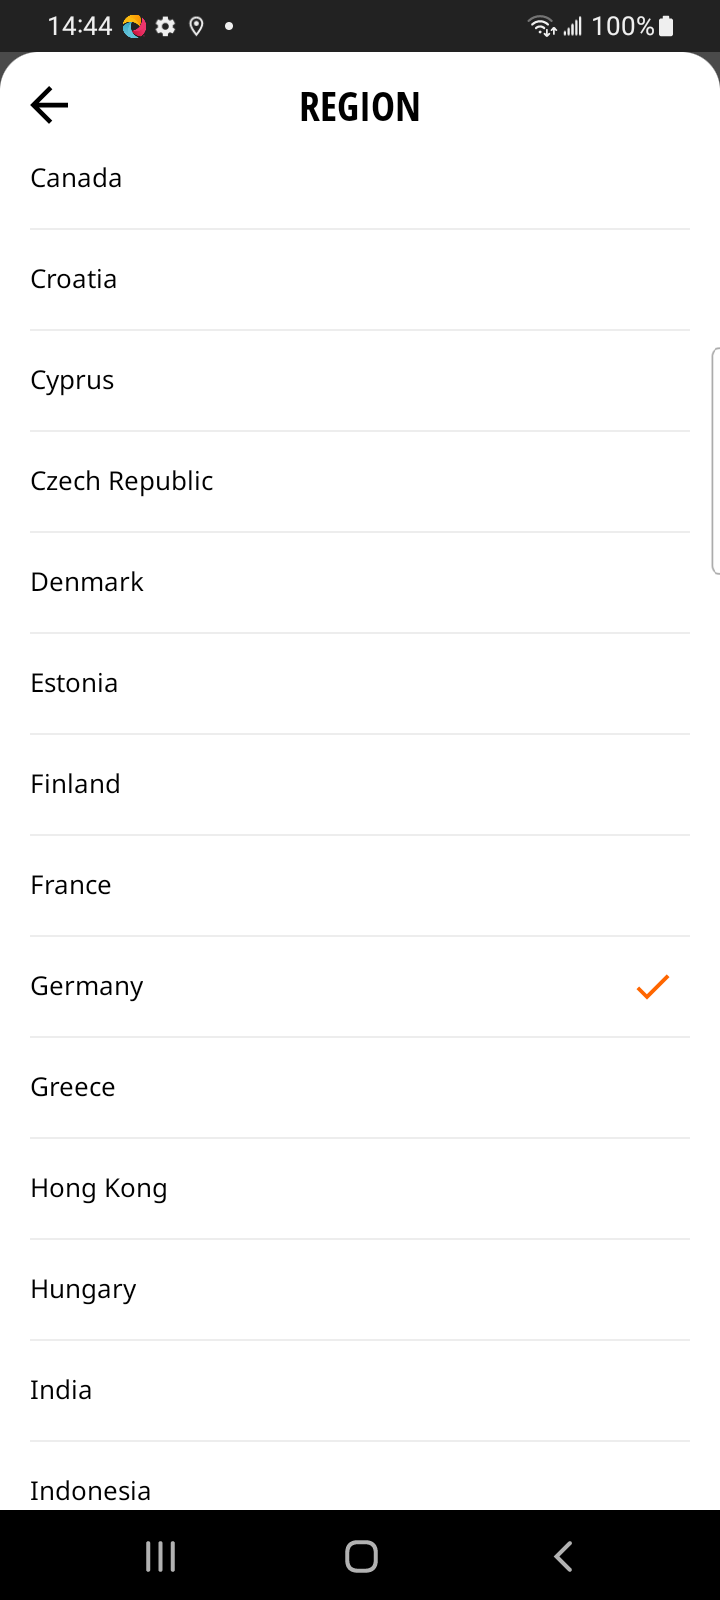 14:44
100%
REGION
Canada
Croatia
Cyprus
Czech Republic
Denmark
Estonia
Finland
France
Germany
Greece
Hong Kong
Hungary
India
Indonesia